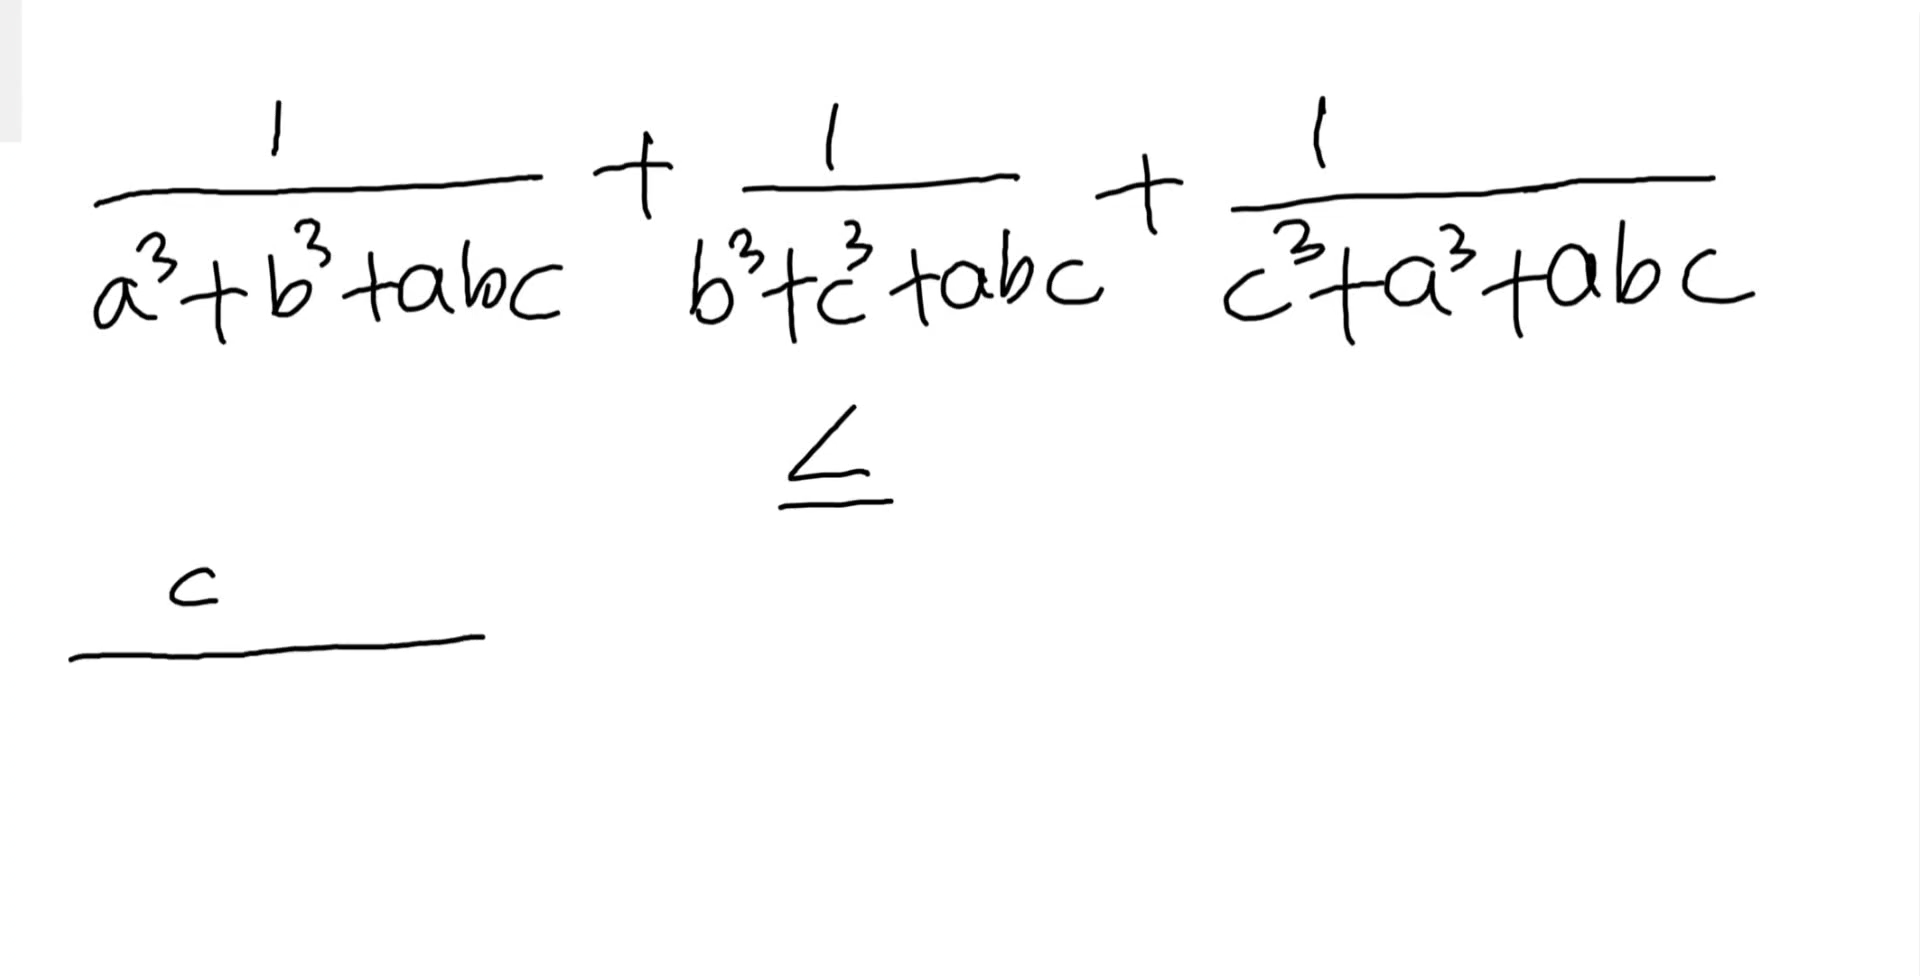 1/(a³+b³+abc) + 1/(b³+c³+abc) + 1/(c³+a³+abc)
≤
c